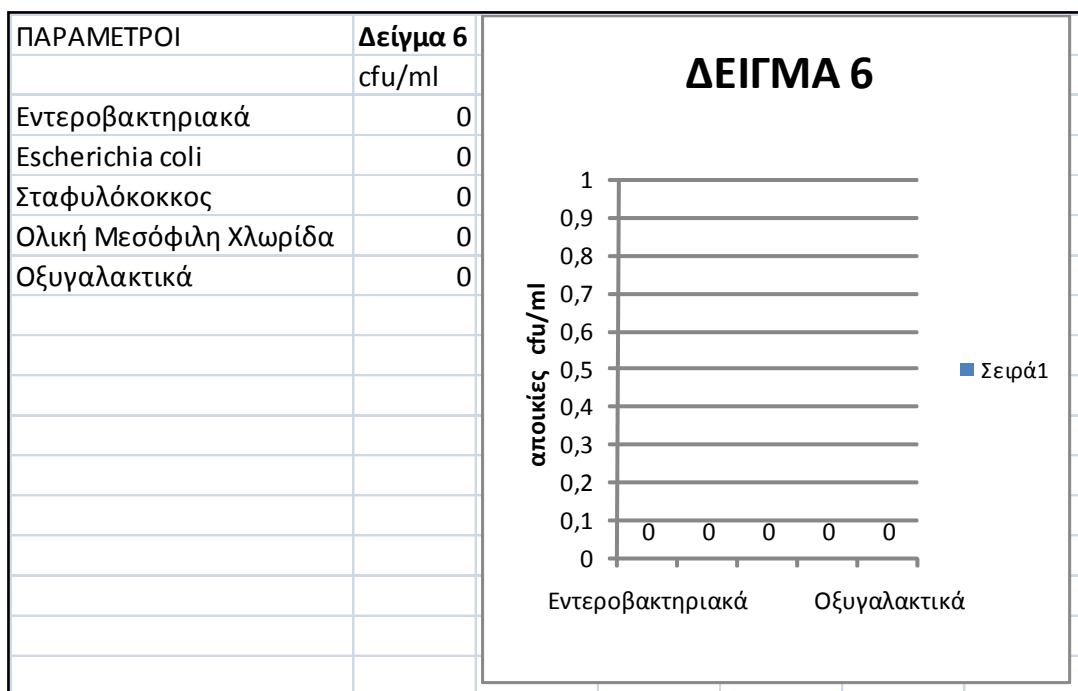 ΠΑΡΑΜΕΤΡΟΙ Δείγμα 6
cfu/ml
Εντεροβακτηριακά 0
Escherichia coli 0
Σταφυλόκοκκος 0
Ολική Μεσόφιλη Χλωρίδα 0
Οξυγαλακτικά 0
ΔΕΙΓΜΑ 6
αποικίες cfu/ml
1
0,9
0,8
0,7
0,6
0,5
0,4
0,3
0,2
0,1
0
0 0 0 0 0
Εντεροβακτηριακά Οξυγαλακτικά
Σειρά1